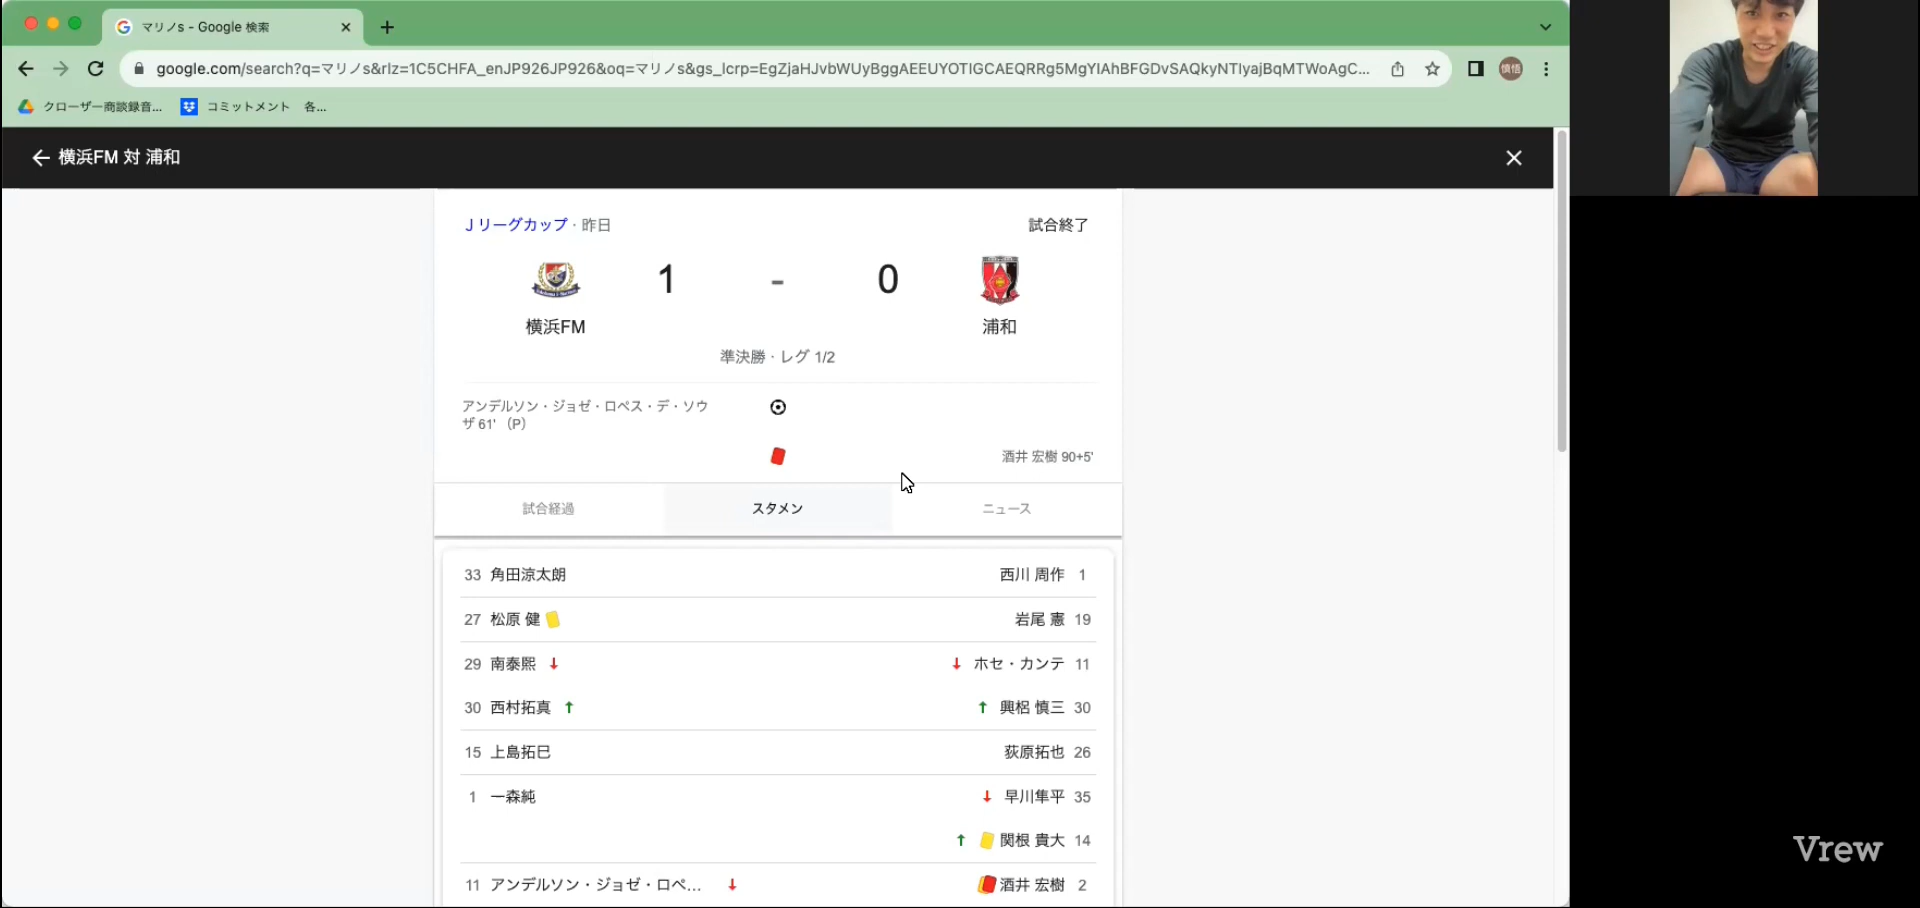 マリノs - Google 検索
google.com/search?q=マリノs&rlz=1C5CHFA_enJP926JP926&oq=マリノs&gs_lcrp=EgZjaHJvbWUyBggAEEUYOTIGCAEQRRg5MgYIAhBFGDvSAQkyNTIyajBqMTWoAgC...
慎悟
クローザー商談録音...
コミットメント 各...
横浜FM 対 浦和
Jリーグカップ · 昨日
試合終了
1 - 0
横浜FM
浦和
準決勝 · レグ 1/2
アンデルソン・ジョゼ・ロペス・デ・ソウ
ザ 61' （P）
酒井 宏樹 90+5'
試合経過
スタメン
ニュース
33 角田涼太朗
西川 周作 1
27 松原 健
岩尾 憲 19
29 南泰熙
ホセ・カンテ 11
30 西村拓真
興梠 慎三 30
15 上島拓巳
荻原拓也 26
1 一森純
早川隼平 35
関根 貴大 14
11 アンデルソン・ジョゼ・ロペ...
酒井 宏樹 2
Vrew